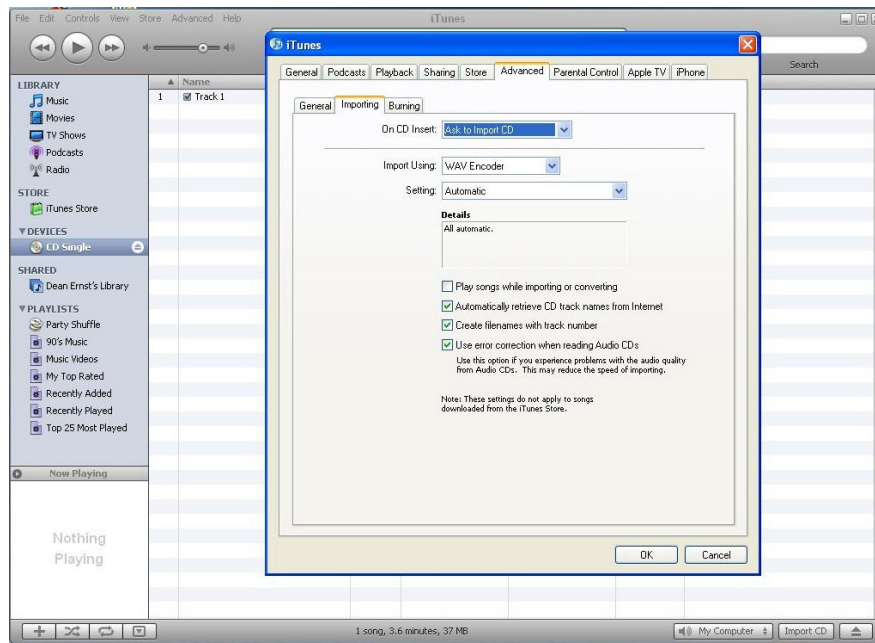 File Edit Controls View Store Advanced Help
iTunes
Search
LIBRARY
Music
Movies
TV Shows
Podcasts
Radio
STORE
iTunes Store
DEVICES
CD Single
SHARED
Dean Ernst's Library
PLAYLISTS
Party Shuffle
90's Music
Music Videos
My Top Rated
Recently Added
Recently Played
Top 25 Most Played
Now Playing
Nothing
Playing
Name
1 Track 1
iTunes
General Podcasts Playback Sharing Store Advanced Parental Control Apple TV iPhone
General Importing Burning
On CD Insert: Ask to Import CD
Import Using: WAV Encoder
Setting: Automatic
Details
All automatic.
Play songs while importing or converting
Automatically retrieve CD track names from Internet
Create filenames with track number
Use error correction when reading Audio CDs
Use this option if you experience problems with the audio quality
from Audio CDs. This may reduce the speed of importing.
Note: These settings do not apply to songs
downloaded from the iTunes Store.
OK Cancel
1 song, 3.6 minutes, 37 MB
My Computer Import CD